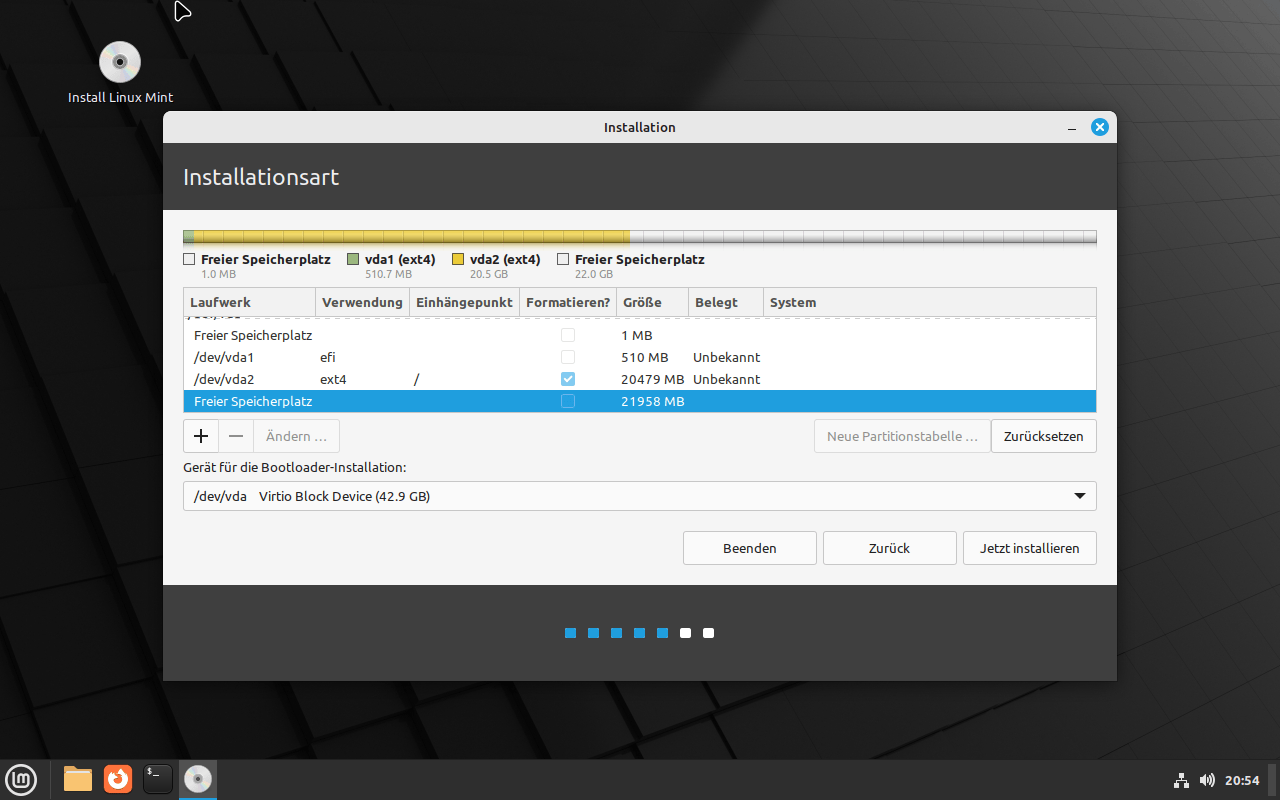 Install Linux Mint
Installation
Installationsart
Freier Speicherplatz vda1 (ext4) vda2 (ext4) Freier Speicherplatz
1.0 MB 510.7 MB 20.5 GB 22.0 GB
Laufwerk Verwendung Einhängepunkt Formatieren? Größe Belegt System
Freier Speicherplatz 1 MB
/dev/vda1 efi 510 MB Unbekannt
/dev/vda2 ext4 / 20479 MB Unbekannt
Freier Speicherplatz 21958 MB
Ändern ... Neue Partitionstabelle ... Zurücksetzen
Gerät für die Bootloader-Installation:
/dev/vda Virtio Block Device (42.9 GB)
Beenden Zurück Jetzt installieren
20:54